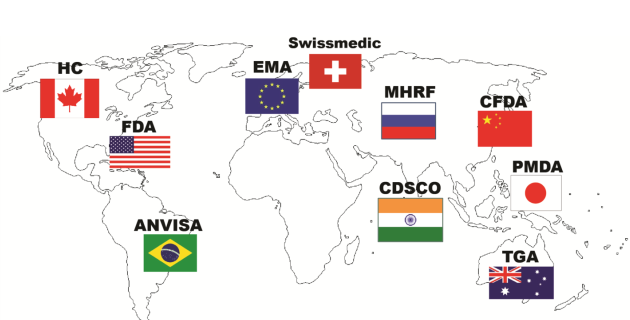 Swissmedic
HC
EMA
MHRF
CFDA
FDA
PMDA
CDSCO
ANVISA
TGA